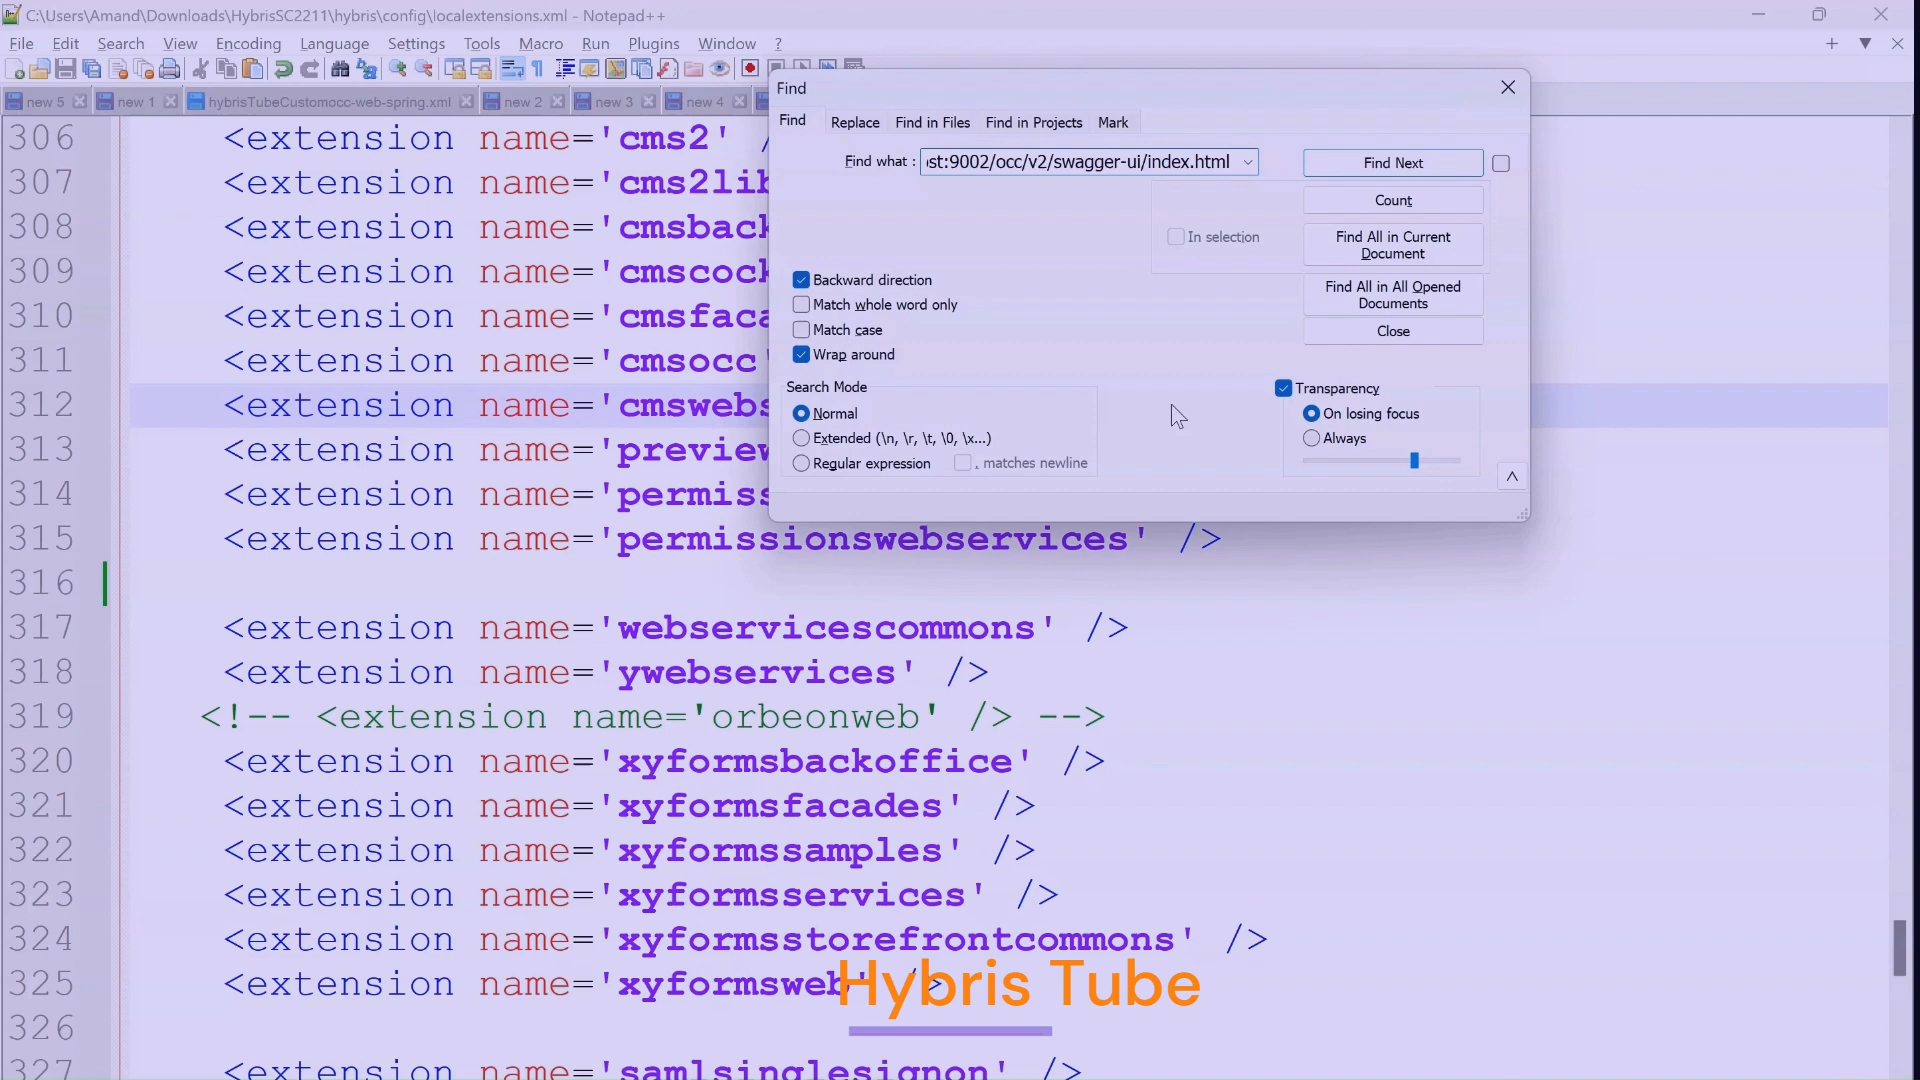 C:\Users\Amand\Downloads\HybrisSC2211\hybris\config\localextensions.xml - Notepad++
File Edit Search View Encoding Language Settings Tools Macro Run Plugins Window ?
new 5 new 1 hybrisTubeCustomocc-web-spring.xml new 2 new 3 new 4
Find
Find Replace Find in Files Find in Projects Mark
Find what : st:9002/occ/v2/swagger-ui/index.html Find Next
Count
In selection
Find All in Current
Document
Find All in All Opened
Documents
Close
Backward direction
Match whole word only
Match case
Wrap around
Search Mode
Normal
Extended (\n, \r, \t, \0, \x...)
Regular expression . matches newline
Transparency
On losing focus
Always
306 <extension name='cms2' /
307 <extension name='cms2lib
308 <extension name='cmsback
309 <extension name='cmscock
310 <extension name='cmsfaca
311 <extension name='cmsocc'
312 <extension name='cmswebs
313 <extension name='preview
314 <extension name='permiss
315 <extension name='permissionswebservices' />
316
317 <extension name='webservicescommons' />
318 <extension name='ywebservices' />
319 <!-- <extension name='orbeonweb' /> -->
320 <extension name='xyformsbackoffice' />
321 <extension name='xyformsfacades' />
322 <extension name='xyformssamples' />
323 <extension name='xyformsservices' />
324 <extension name='xyformsstorefrontcommons' />
325 <extension name='xyformsweb' />
Hybris Tube
326
327 <extension name='samlsinglesignon' />